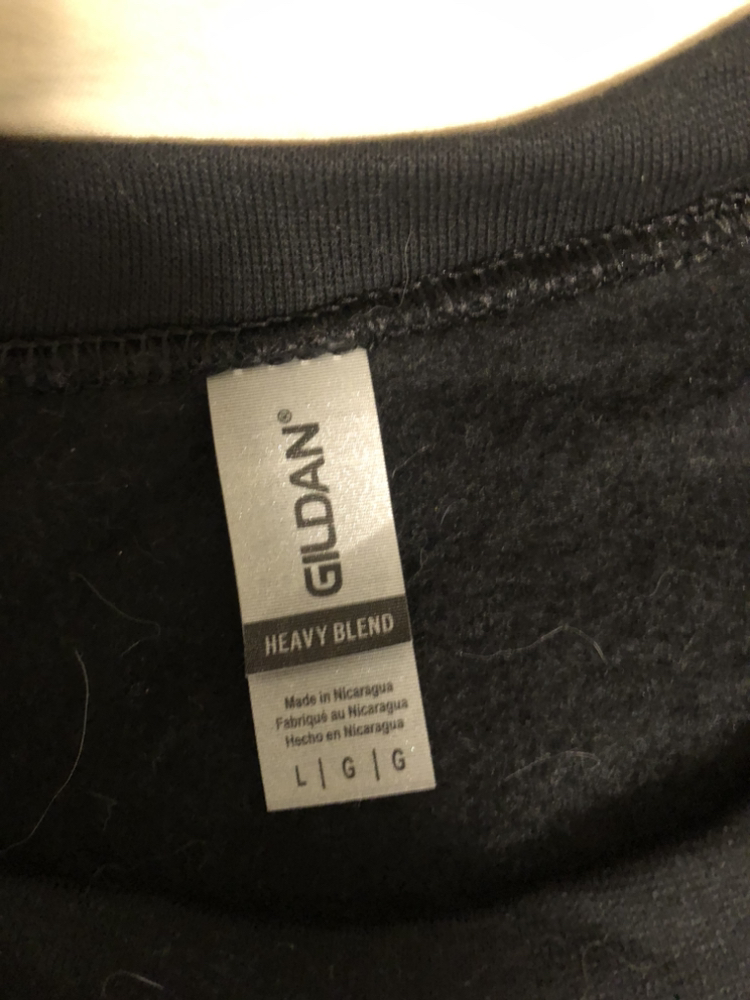 GILDAN®
HEAVY BLEND
Made in Nicaragua
Fabriqué au Nicaragua
Hecho en Nicaragua
L | G | G